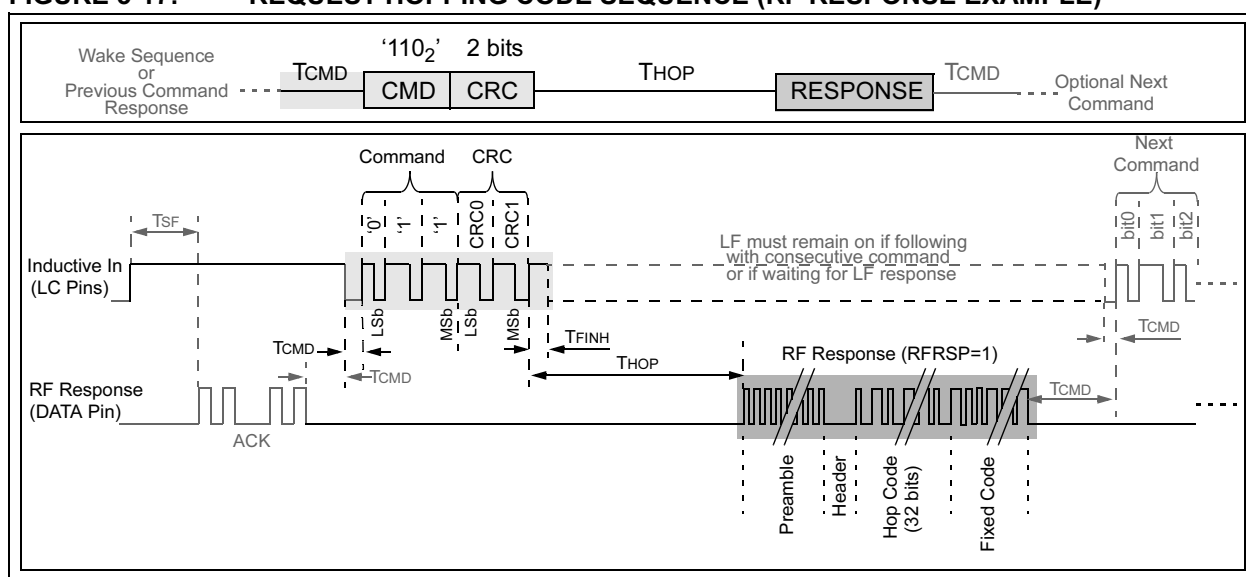 FIGURE 3-17: REQUEST HOPPING CODE SEQUENCE (RF RESPONSE EXAMPLE)
Wake Sequence
or
Previous Command
Response
TCMD
‘110₂’
2 bits
CMD
CRC
THOP
RESPONSE
TCMD
Optional Next
Command
Command
CRC
Next
Command
TSF
‘0’
‘1’
‘1’
CRC0
CRC1
bit0
bit1
bit2
Inductive In
(LC Pins)
LF must remain on if following
with consecutive command
or if waiting for LF response
LSb
MSb
LSb
MSb
TCMD
TCMD
TFINH
THOP
TCMD
RF Response (RFRSP=1)
RF Response
(DATA Pin)
ACK
TCMD
Preamble
Header
Hop Code
(32 bits)
Fixed Code